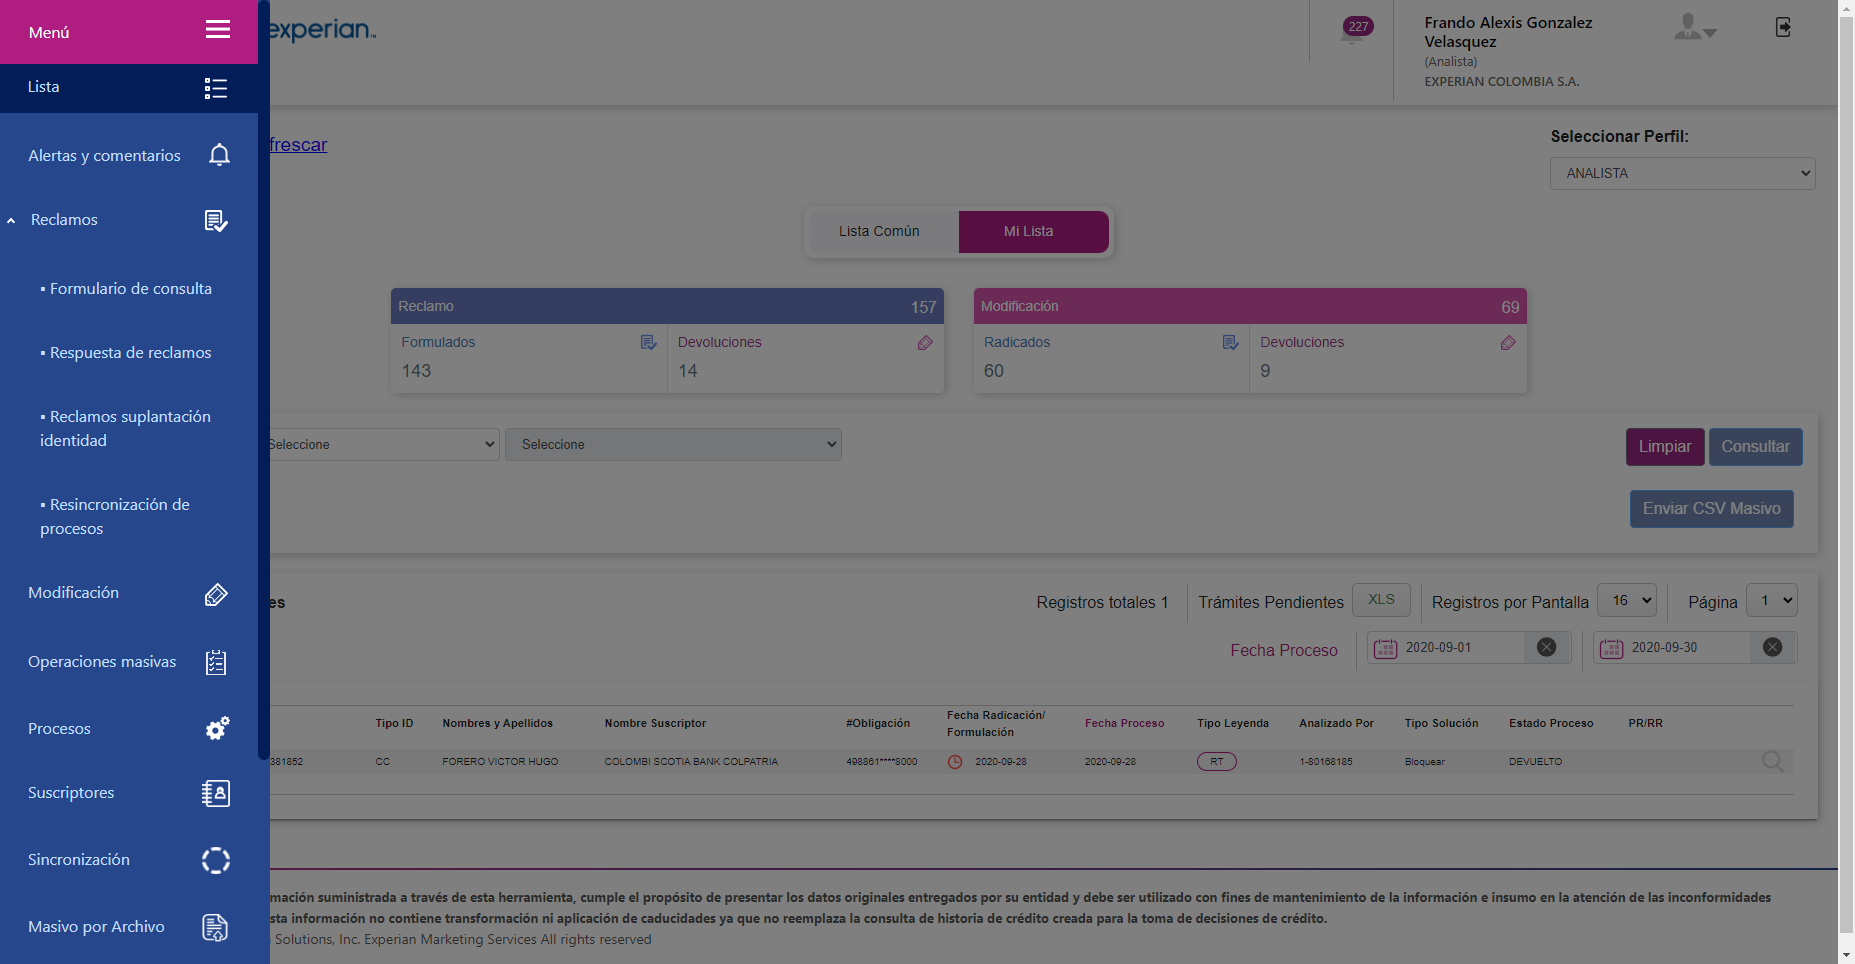 Menú
Lista
Alertas y comentarios
Reclamos
▪ Formulario de consulta
▪ Respuesta de reclamos
▪ Reclamos suplantación
identidad
▪ Resincronización de
procesos
Modificación
Operaciones masivas
Procesos
Suscriptores
Sincronización
Masivo por Archivo
experian™
227
Frando Alexis Gonzalez
Velasquez
(Analista)
EXPERIAN COLOMBIA S.A.
frescar
Seleccionar Perfil:
ANALISTA
Lista Común Mi Lista
Reclamo 157
Formulados Devoluciones
143 14
Modificación 69
Radicados Devoluciones
60 9
Seleccione Seleccione
Limpiar Consultar
Enviar CSV Masivo
es Registros totales 1 Trámites Pendientes XLS Registros por Pantalla 16 Página 1
Fecha Proceso 2020-09-01 2020-09-30
Tipo ID Nombres y Apellidos Nombre Suscriptor #Obligación Fecha Radicación/
Formulación Fecha Proceso Tipo Leyenda Analizado Por Tipo Solución Estado Proceso PR/RR
381852 CC FORERO VICTOR HUGO COLOMBI SCOTIA BANK COLPATRIA 498861****8000 2020-09-28 2020-09-28 RT 1-80168185 Bloquear DEVUELTO
mación suministrada a través de esta herramienta, cumple el propósito de presentar los datos originales entregados por su entidad y debe ser utilizado con fines de mantenimiento de la información e insumo en la atención de las inconformidades
sta información no contiene transformación ni aplicación de caducidades ya que no reemplaza la consulta de historia de crédito creada para la toma de decisiones de crédito.
Solutions, Inc. Experian Marketing Services All rights reserved